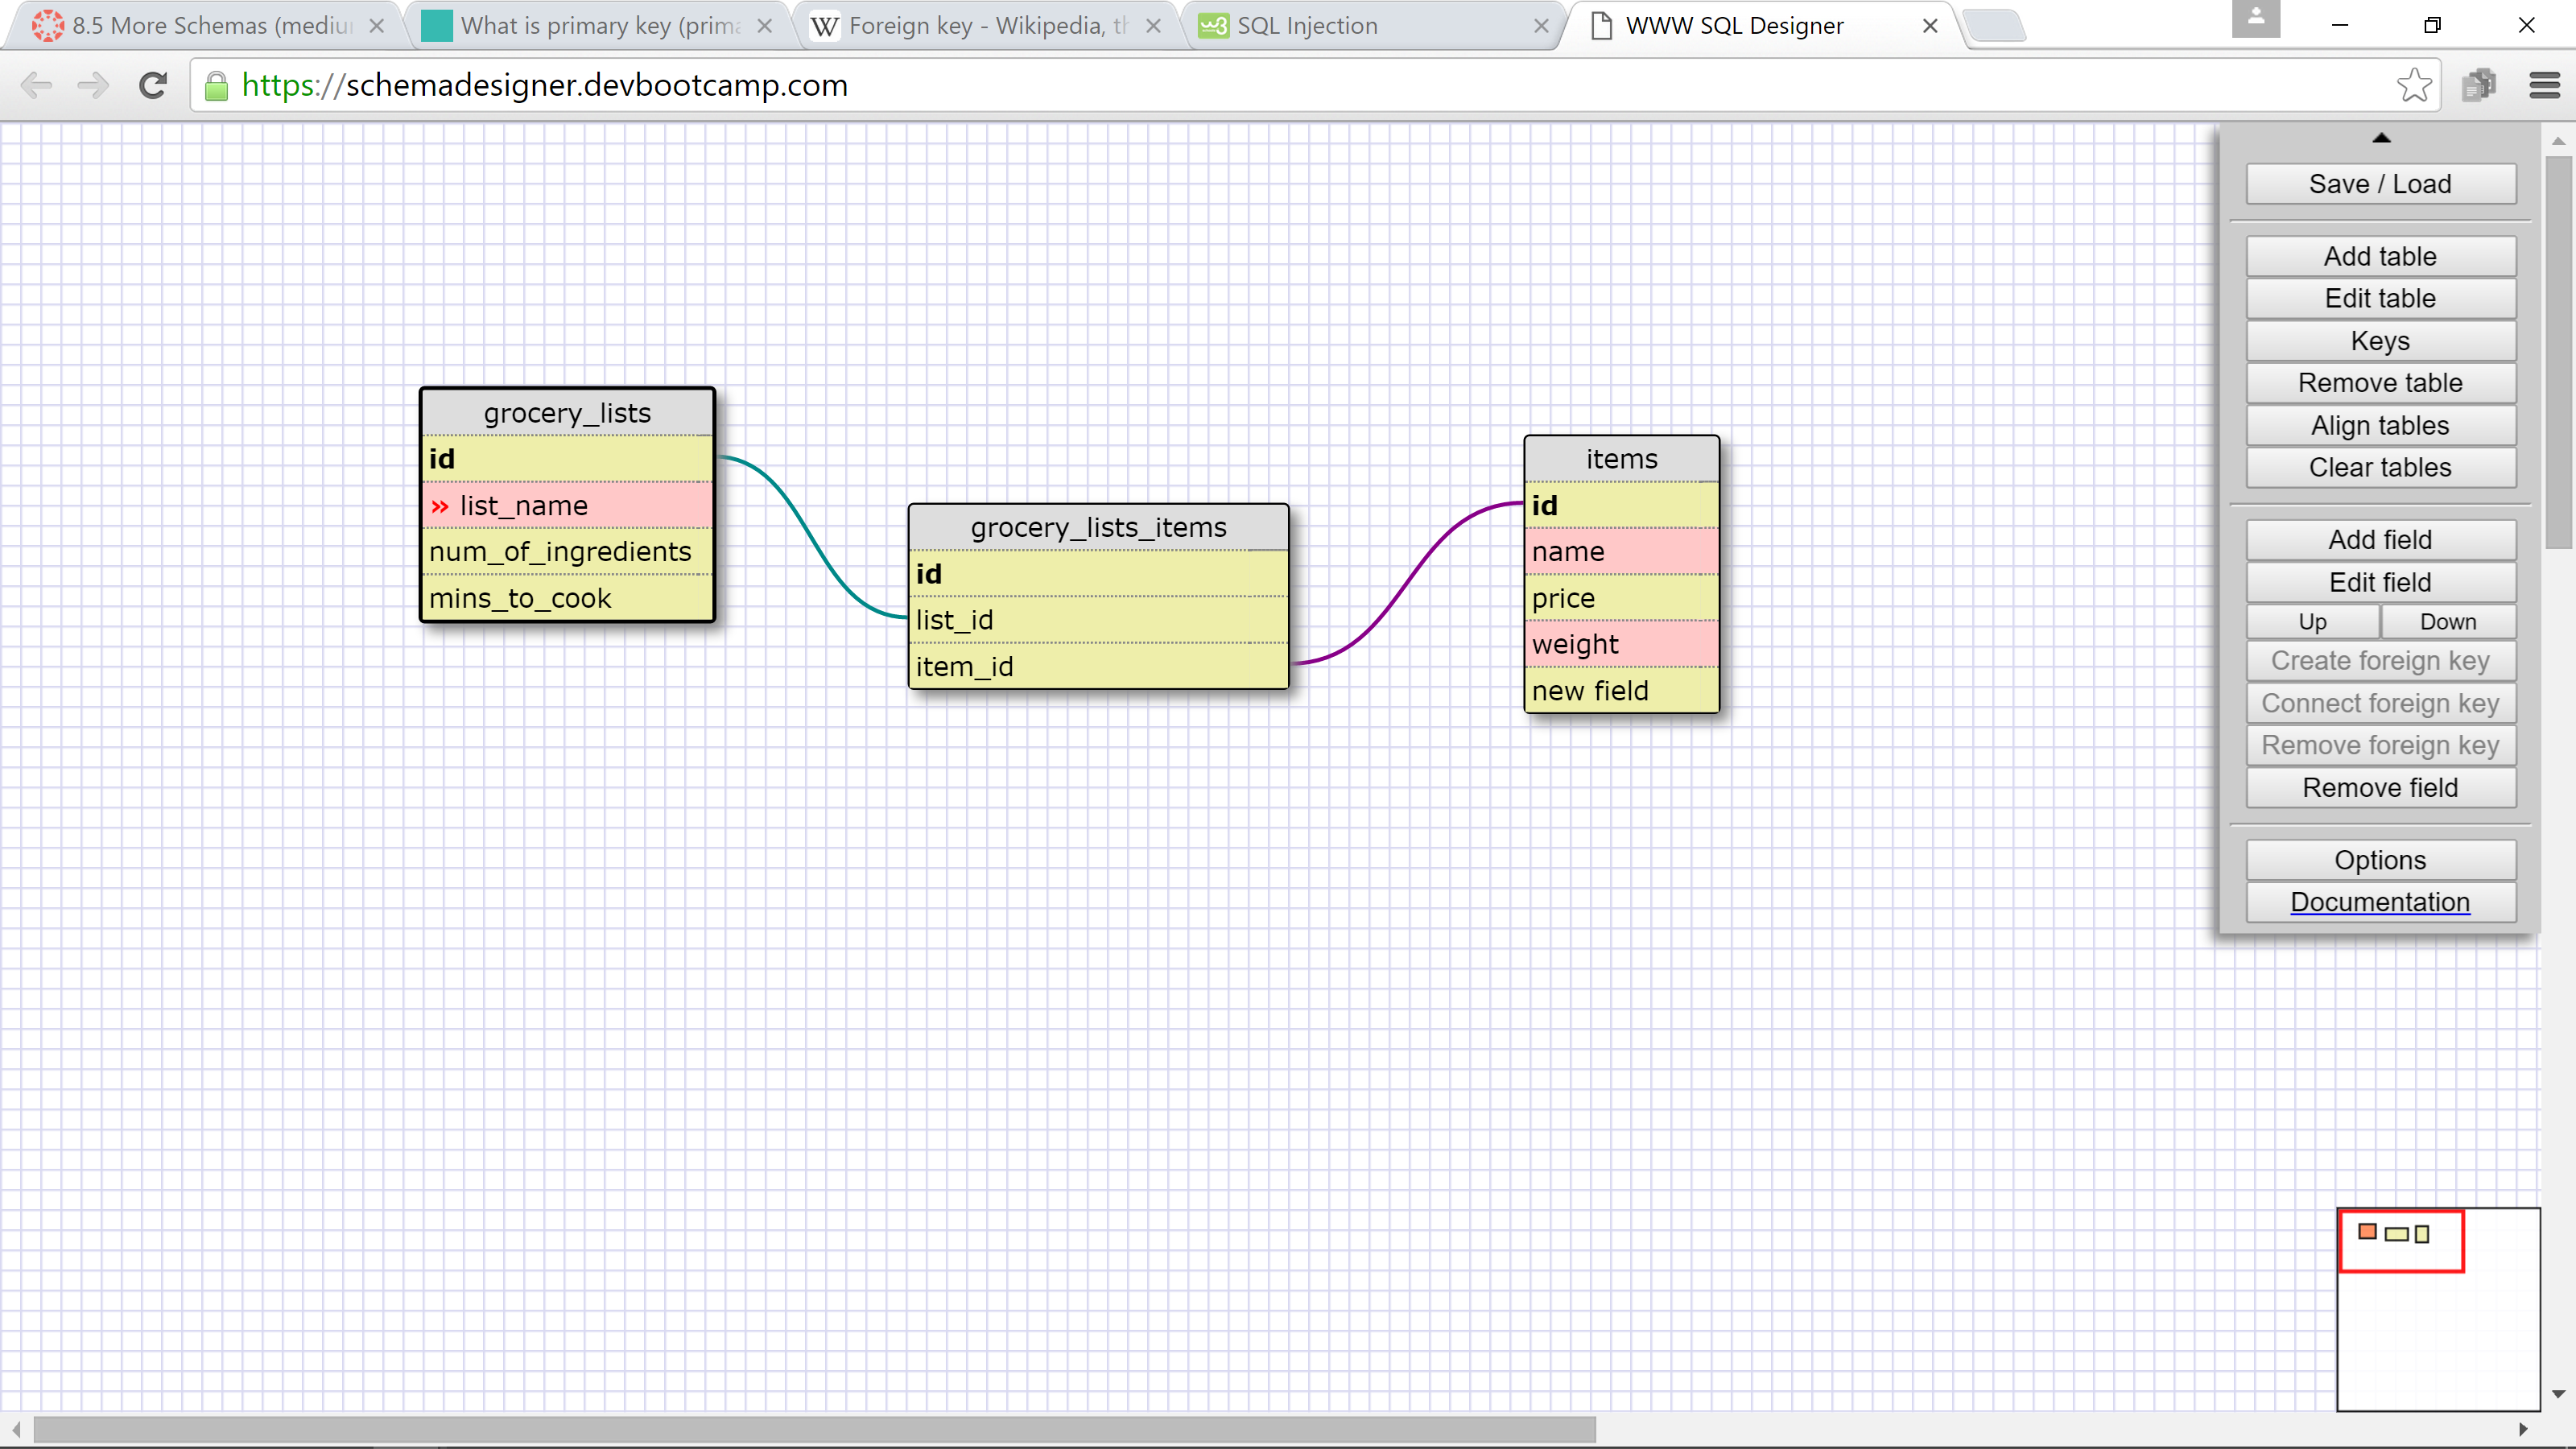 8.5 More Schemas (mediu
What is primary key (prima
Foreign key - Wikipedia, th
SQL Injection
WWW SQL Designer
https://schemadesigner.devbootcamp.com
Save / Load
Add table
Edit table
Keys
Remove table
Align tables
Clear tables
Add field
Edit field
Up Down
Create foreign key
Connect foreign key
Remove foreign key
Remove field
Options
Documentation
grocery_lists
id
» list_name
num_of_ingredients
mins_to_cook
grocery_lists_items
id
list_id
item_id
items
id
name
price
weight
new field